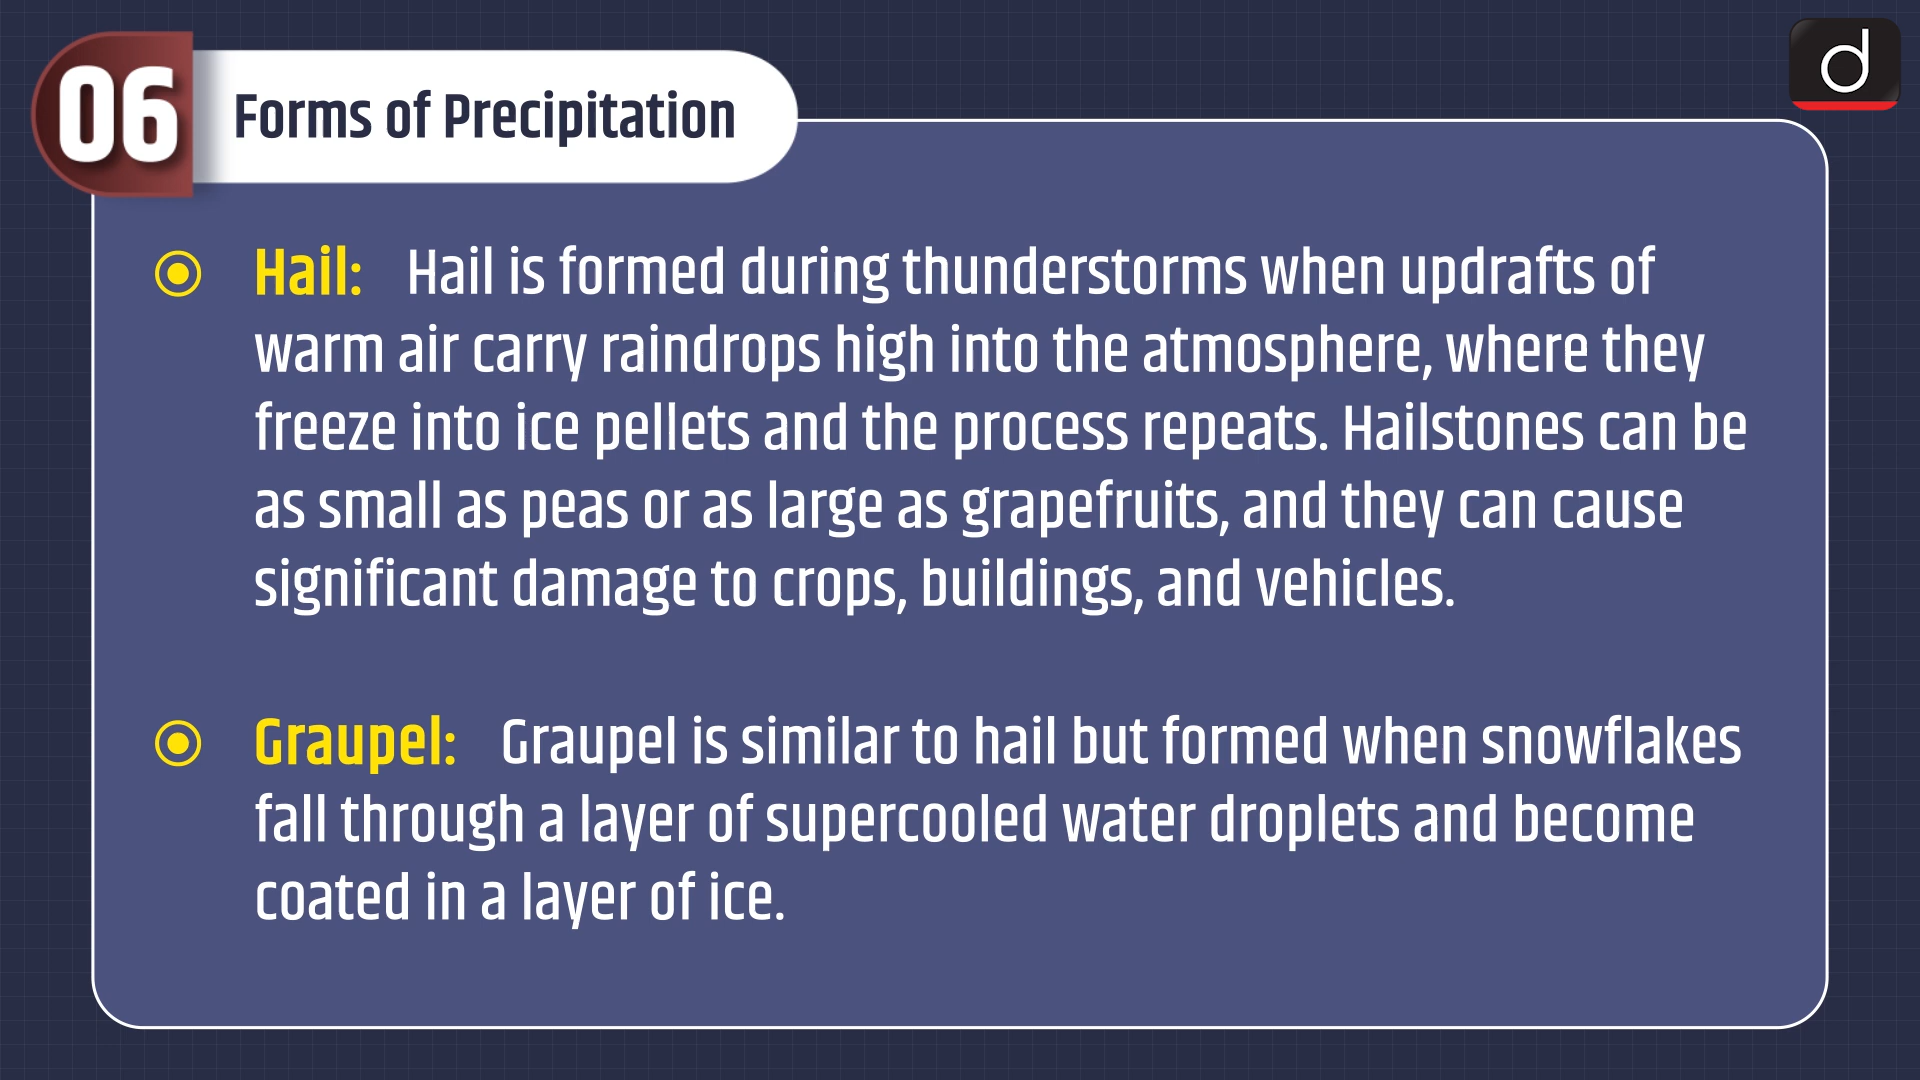 06
Forms of Precipitation
d
Hail: Hail is formed during thunderstorms when updrafts of
warm air carry raindrops high into the atmosphere, where they
freeze into ice pellets and the process repeats. Hailstones can be
as small as peas or as large as grapefruits, and they can cause
significant damage to crops, buildings, and vehicles.
Graupel: Graupel is similar to hail but formed when snowflakes
fall through a layer of supercooled water droplets and become
coated in a layer of ice.